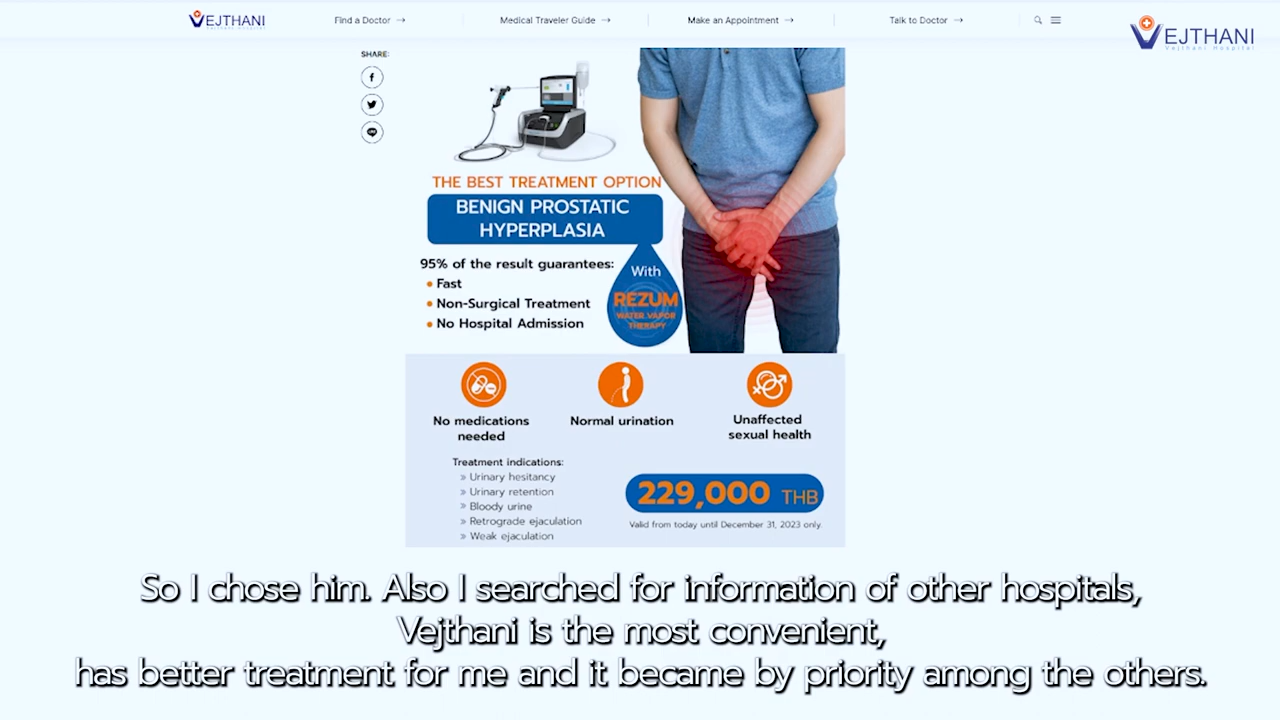 VEJTHANI
Find a Doctor →
Medical Traveler Guide →
Make an Appointment →
Talk to Doctor →
VEJTHANI
Vejthani Hospital
SHARE:
THE BEST TREATMENT OPTION
BENIGN PROSTATIC
HYPERPLASIA
95% of the result guarantees:
• Fast
• Non-Surgical Treatment
• No Hospital Admission
With
REZUM
WATER VAPOR
THERAPY
No medications
needed
Normal urination
Unaffected
sexual health
Treatment indications:
» Urinary hesitancy
» Urinary retention
» Bloody urine
» Retrograde ejaculation
» Weak ejaculation
229,000 THB
Valid from today until December 31, 2023 only.
So I chose him. Also I searched for information of other hospitals,
Vejthani is the most convenient,
has better treatment for me and it became by priority among the others.